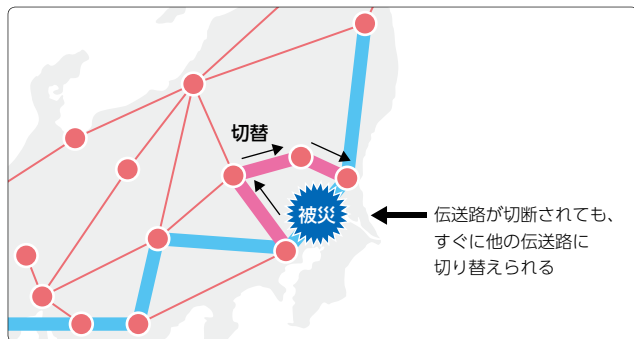 切替
被災
伝送路が切断されても、
すぐに他の伝送路に
切り替えられる